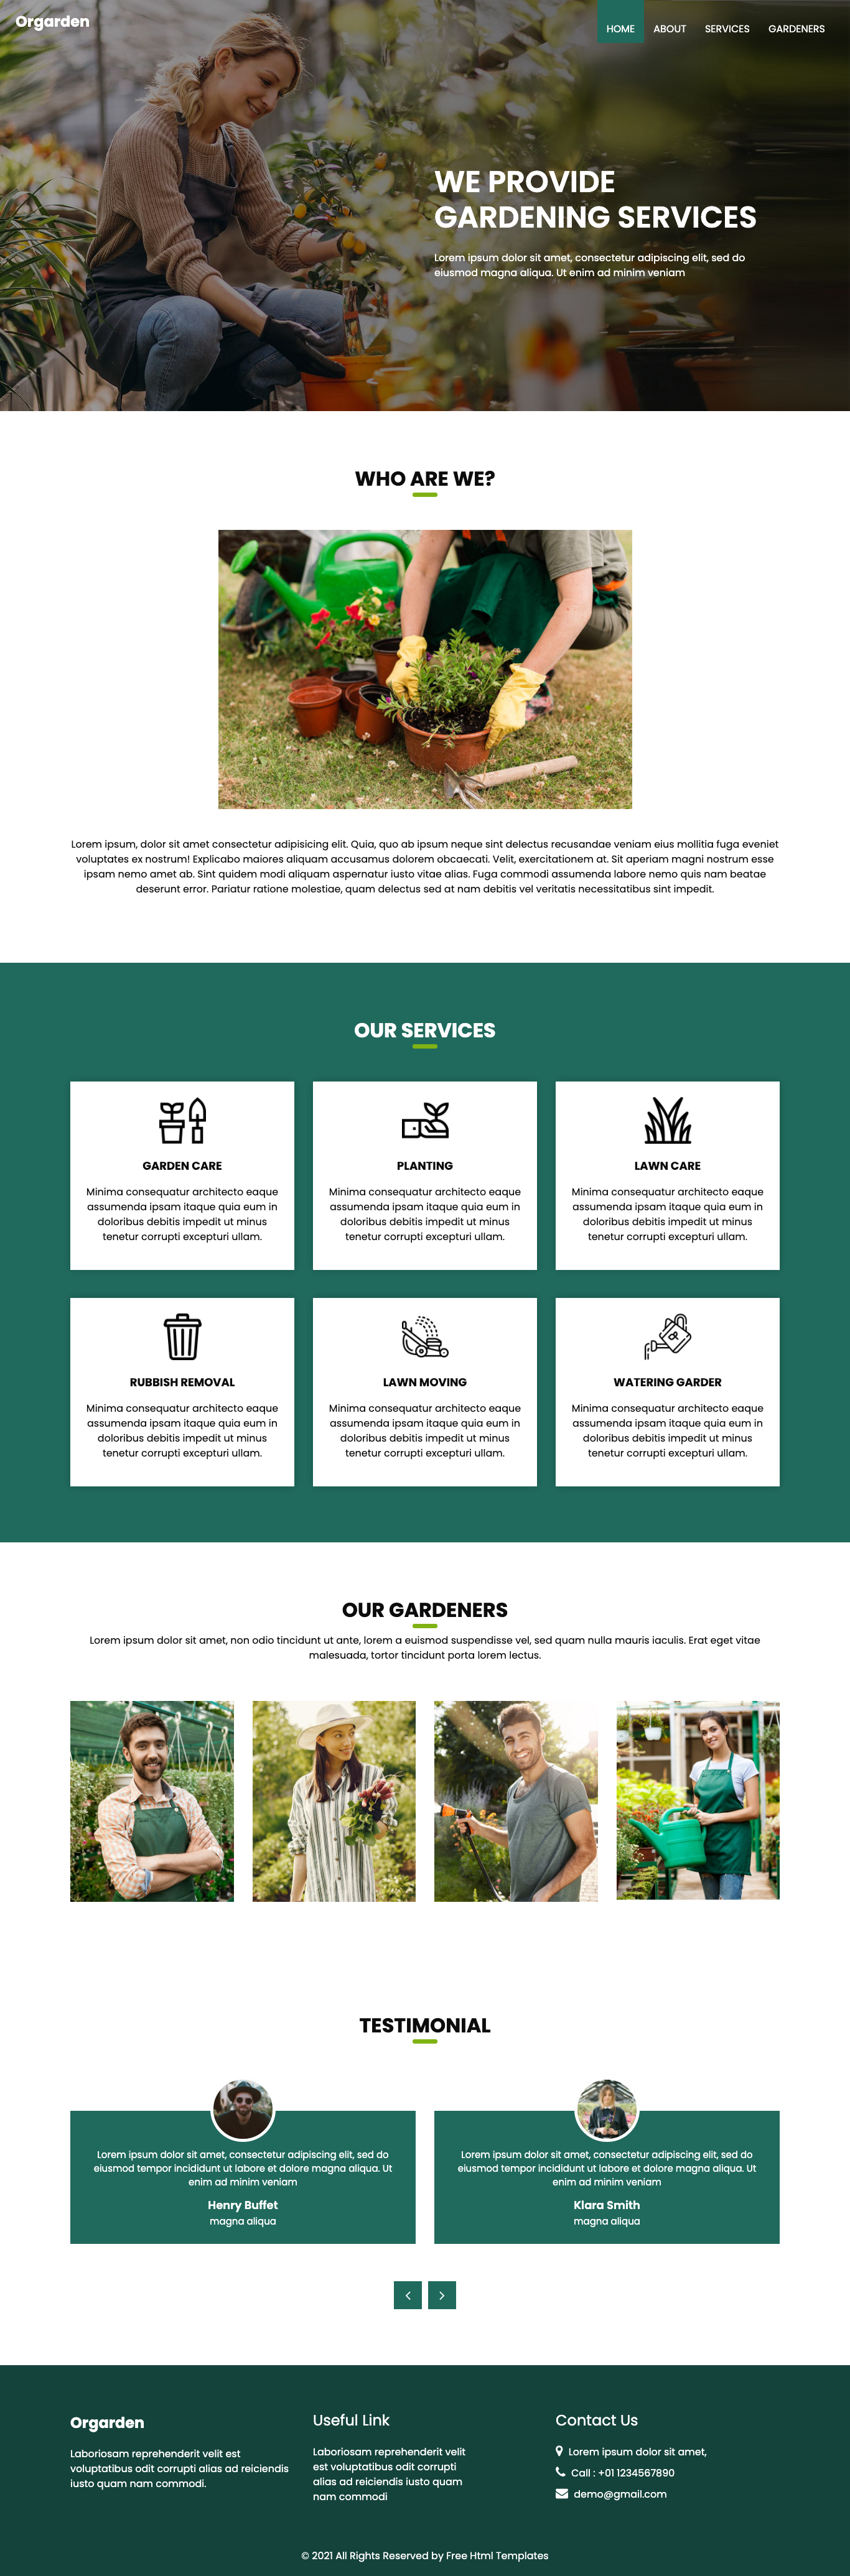 Orgarden
HOME ABOUT SERVICES GARDENERS
WE PROVIDE
GARDENING SERVICES
Lorem ipsum dolor sit amet, consectetur adipiscing elit, sed do
eiusmod magna aliqua. Ut enim ad minim veniam
WHO ARE WE?
Lorem ipsum, dolor sit amet consectetur adipisicing elit. Quia, quo ab ipsum neque sint delectus recusandae veniam eius mollitia fuga eveniet
voluptates ex nostrum! Explicabo maiores aliquam accusamus dolorem obcaecati. Velit, exercitationem at. Sit aperiam magni nostrum esse
ipsam nemo amet ab. Sint quidem modi aliquam aspernatur iusto vitae alias. Fuga commodi assumenda labore nemo quis nam beatae
deserunt error. Pariatur ratione molestiae, quam delectus sed at nam debitis vel veritatis necessitatibus sint impedit.
OUR SERVICES
GARDEN CARE
Minima consequatur architecto eaque
assumenda ipsam itaque quia eum in
doloribus debitis impedit ut minus
tenetur corrupti excepturi ullam.
PLANTING
Minima consequatur architecto eaque
assumenda ipsam itaque quia eum in
doloribus debitis impedit ut minus
tenetur corrupti excepturi ullam.
LAWN CARE
Minima consequatur architecto eaque
assumenda ipsam itaque quia eum in
doloribus debitis impedit ut minus
tenetur corrupti excepturi ullam.
RUBBISH REMOVAL
Minima consequatur architecto eaque
assumenda ipsam itaque quia eum in
doloribus debitis impedit ut minus
tenetur corrupti excepturi ullam.
LAWN MOVING
Minima consequatur architecto eaque
assumenda ipsam itaque quia eum in
doloribus debitis impedit ut minus
tenetur corrupti excepturi ullam.
WATERING GARDER
Minima consequatur architecto eaque
assumenda ipsam itaque quia eum in
doloribus debitis impedit ut minus
tenetur corrupti excepturi ullam.
OUR GARDENERS
Lorem ipsum dolor sit amet, non odio tincidunt ut ante, lorem a euismod suspendisse vel, sed quam nulla mauris iaculis. Erat eget vitae
malesuada, tortor tincidunt porta lorem lectus.
TESTIMONIAL
Lorem ipsum dolor sit amet, consectetur adipiscing elit, sed do
eiusmod tempor incididunt ut labore et dolore magna aliqua. Ut
enim ad minim veniam
Henry Buffet
magna aliqua
Lorem ipsum dolor sit amet, consectetur adipiscing elit, sed do
eiusmod tempor incididunt ut labore et dolore magna aliqua. Ut
enim ad minim veniam
Klara Smith
magna aliqua
Orgarden
Laboriosam reprehenderit velit est
voluptatibus odit corrupti alias ad reiciendis
iusto quam nam commodi.
Useful Link
Laboriosam reprehenderit velit
est voluptatibus odit corrupti
alias ad reiciendis iusto quam
nam commodi
Contact Us
Lorem ipsum dolor sit amet,
Call : +01 1234567890
demo@gmail.com
© 2021 All Rights Reserved by Free Html Templates